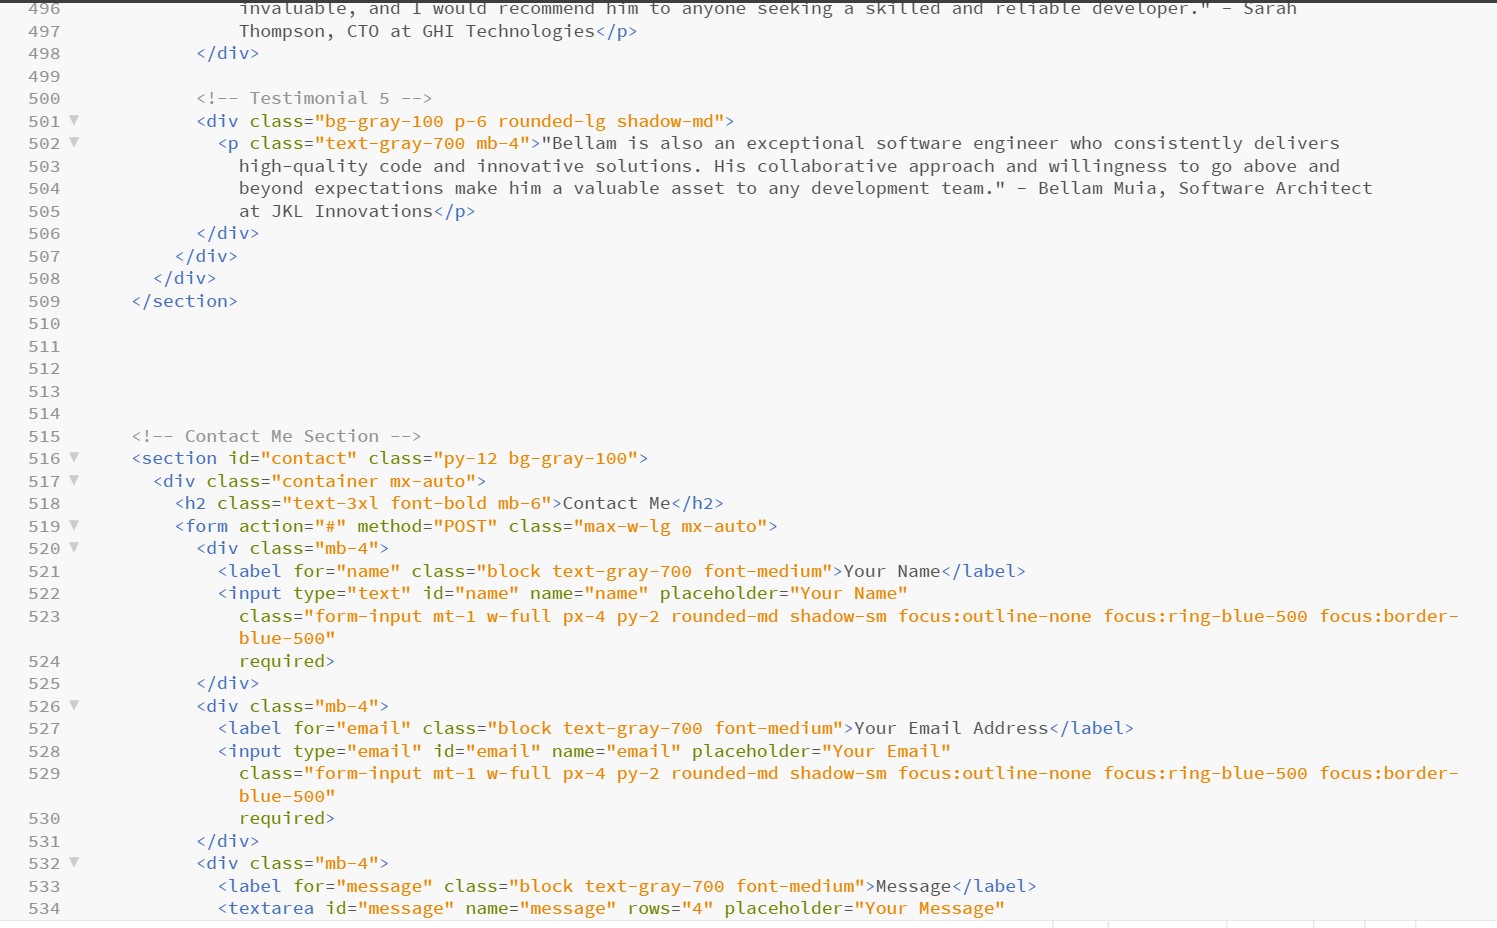 496 invaluable, and I would recommend him to anyone seeking a skilled and reliable developer." - Sarah
497 Thompson, CTO at GHI Technologies</p>
498 </div>
499
500 <!-- Testimonial 5 -->
501 <div class="bg-gray-100 p-6 rounded-lg shadow-md">
502 <p class="text-gray-700 mb-4">"Bellam is also an exceptional software engineer who consistently delivers
503 high-quality code and innovative solutions. His collaborative approach and willingness to go above and
504 beyond expectations make him a valuable asset to any development team." - Bellam Muia, Software Architect
505 at JKL Innovations</p>
506 </div>
507 </div>
508 </div>
509 </section>
510
511
512
513
514
515 <!-- Contact Me Section -->
516 <section id="contact" class="py-12 bg-gray-100">
517 <div class="container mx-auto">
518 <h2 class="text-3xl font-bold mb-6">Contact Me</h2>
519 <form action="#" method="POST" class="max-w-lg mx-auto">
520 <div class="mb-4">
521 <label for="name" class="block text-gray-700 font-medium">Your Name</label>
522 <input type="text" id="name" name="name" placeholder="Your Name"
523 class="form-input mt-1 w-full px-4 py-2 rounded-md shadow-sm focus:outline-none focus:ring-blue-500 focus:border-
blue-500"
524 required>
525 </div>
526 <div class="mb-4">
527 <label for="email" class="block text-gray-700 font-medium">Your Email Address</label>
528 <input type="email" id="email" name="email" placeholder="Your Email"
529 class="form-input mt-1 w-full px-4 py-2 rounded-md shadow-sm focus:outline-none focus:ring-blue-500 focus:border-
blue-500"
530 required>
531 </div>
532 <div class="mb-4">
533 <label for="message" class="block text-gray-700 font-medium">Message</label>
534 <textarea id="message" name="message" rows="4" placeholder="Your Message"